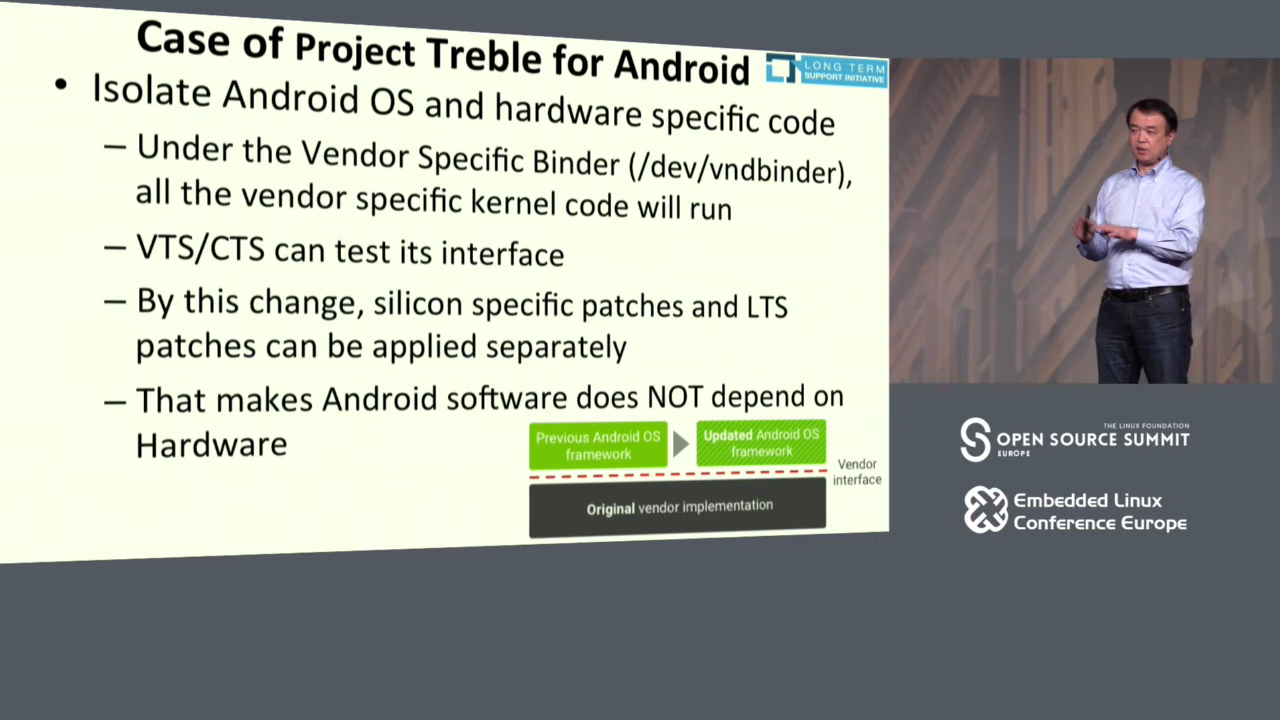 Case of Project Treble for Android
LONG TERM
SUPPORT INITIATIVE
• Isolate Android OS and hardware specific code
– Under the Vendor Specific Binder (/dev/vndbinder),
all the vendor specific kernel code will run
– VTS/CTS can test its interface
– By this change, silicon specific patches and LTS
patches can be applied separately
– That makes Android software does NOT depend on
Hardware
Previous Android OS
framework
Updated Android OS
framework
Vendor
interface
Original vendor implementation
THE LINUX FOUNDATION
OPEN SOURCE SUMMIT
EUROPE
Embedded Linux
Conference Europe